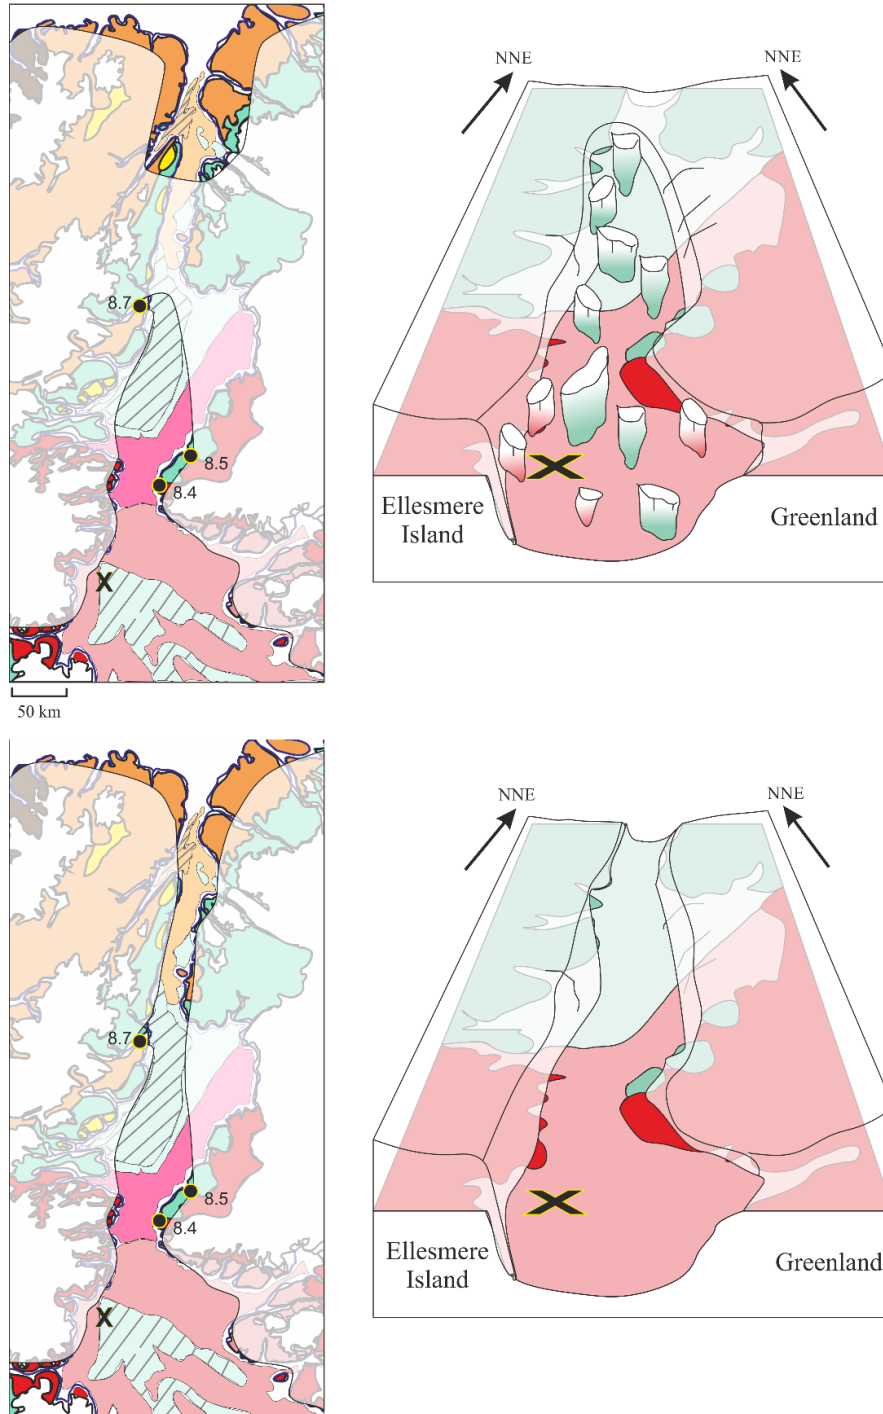 8.7
8.5
8.4
X
50 km
NNE
NNE
Ellesmere
Island
Greenland
8.7
8.5
8.4
X
NNE
NNE
Ellesmere
Island
Greenland